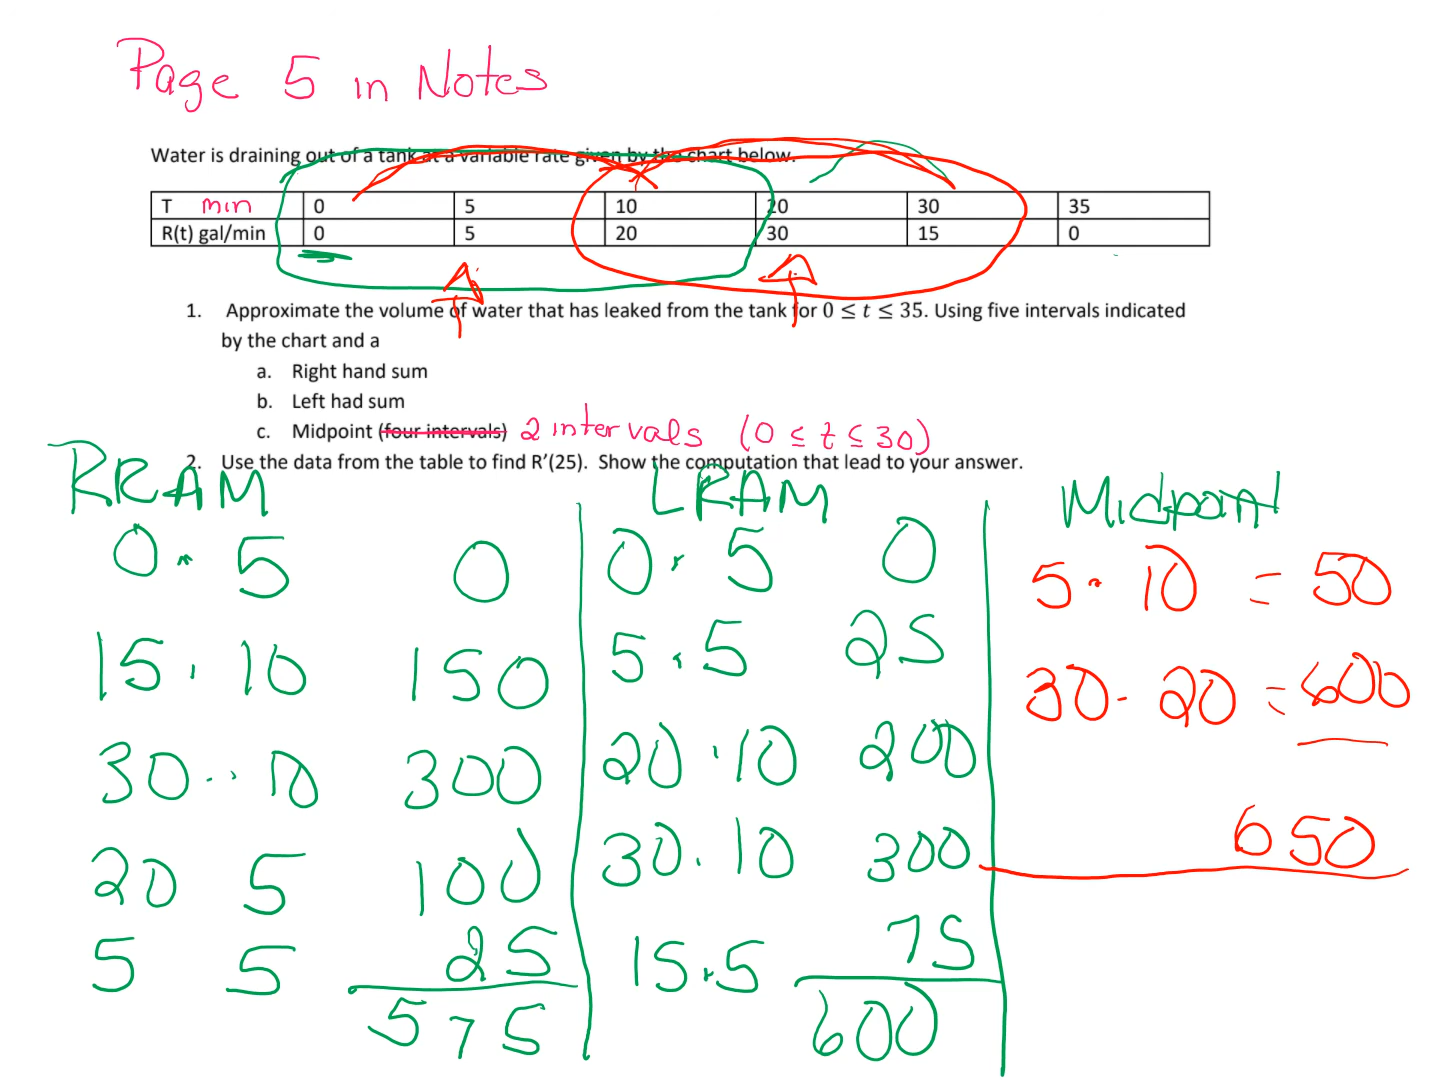 Page 5 in Notes
Water is draining out of a tank at a variable rate given by the chart below.
T min 0 5 10 20 30 35
R(t) gal/min 0 5 20 30 15 0
1. Approximate the volume of water that has leaked from the tank for 0 ≤ t ≤ 35. Using five intervals indicated
by the chart and a
a. Right hand sum
b. Left had sum
c. Midpoint (four intervals) 2 intervals (0 ≤ t ≤ 30)
2. Use the data from the table to find R'(25). Show the computation that lead to your answer.
RRAM
0 · 5 0
15 · 10 150
30 · · 10 300
20 5 100
5 5 25
575
LRAM
0 · 5 0
5 · 5 25
20 · 10 200
30 · 10 300
15 · 5 75
600
Midpoint
5 · 10 = 50
30 · 20 = 600
650